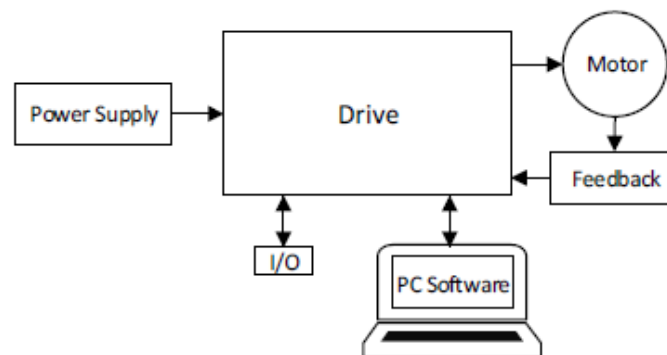 Motor
Power Supply
Drive
Feedback
I/O
PC Software